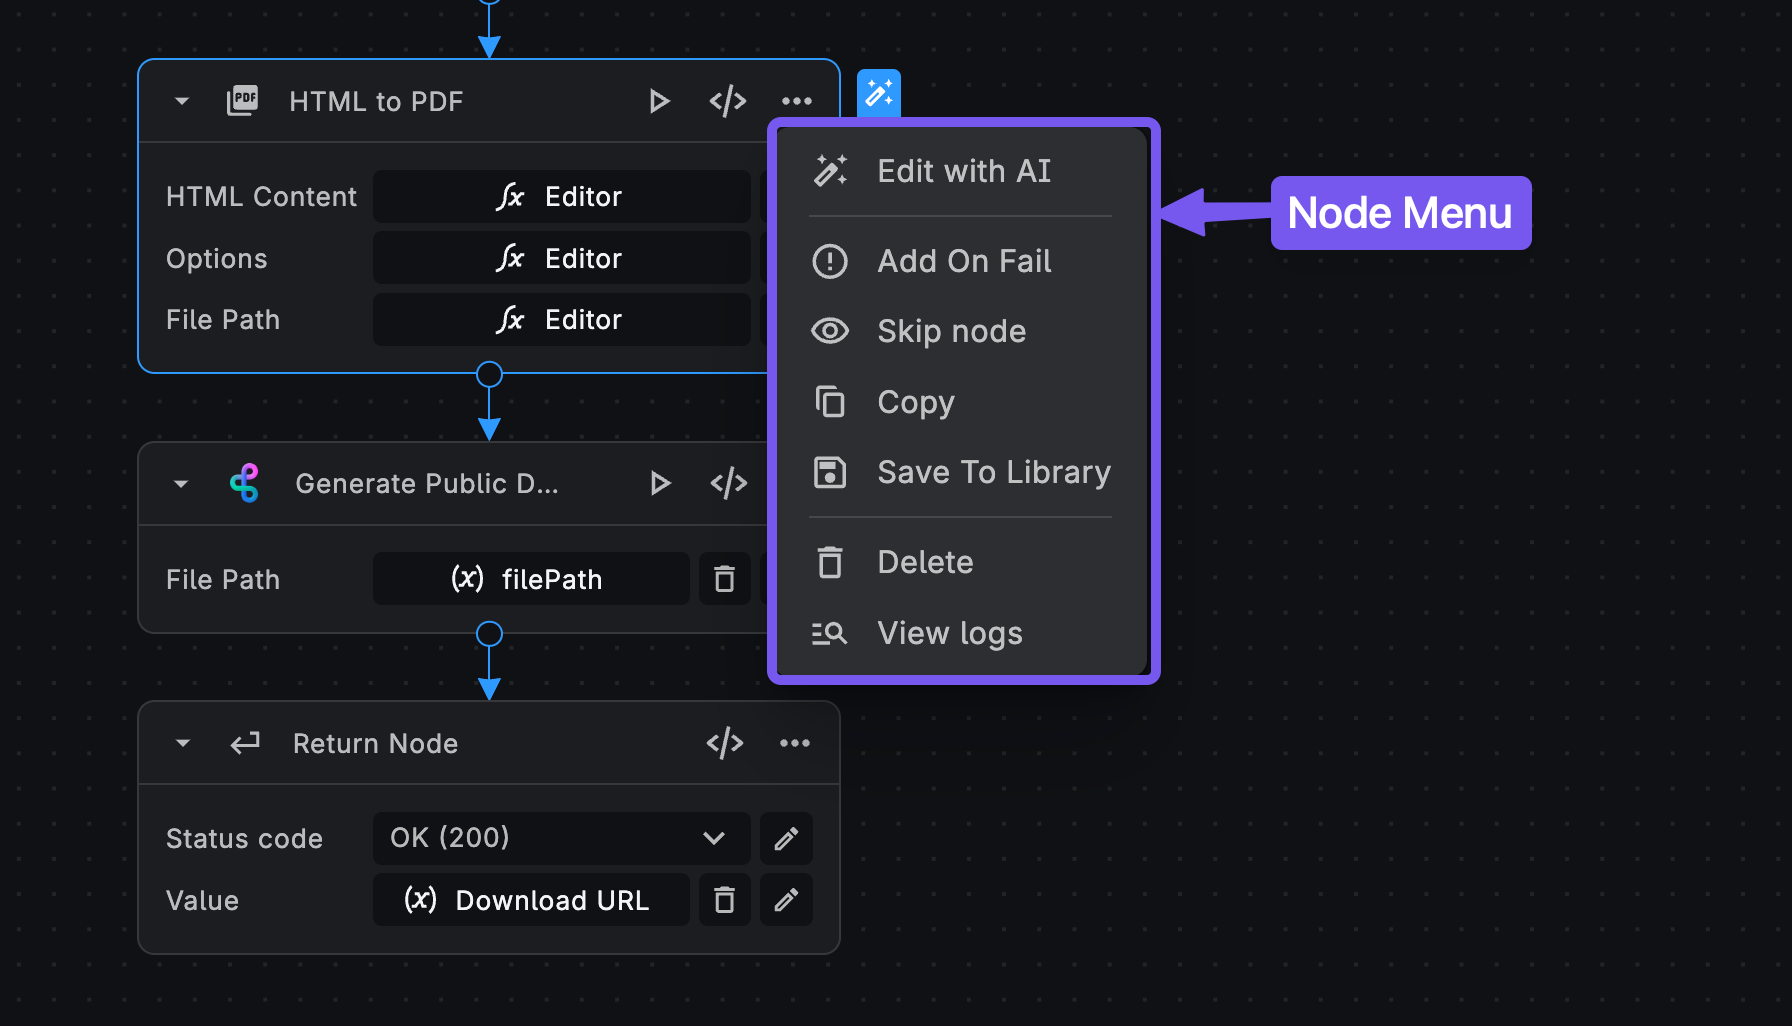 PDF
HTML to PDF
</>
HTML Content
fx Editor
Options
fx Editor
File Path
fx Editor
Edit with AI
Add On Fail
Skip node
Copy
Save To Library
Delete
View logs
Node Menu
Generate Public D...
</>
File Path
(x) filePath
Return Node
</>
Status code
OK (200)
Value
(x) Download URL